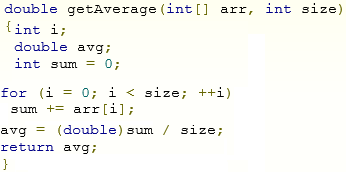 double getAverage(int[] arr, int size)
{int i;
double avg;
int sum = 0;
for (i = 0; i < size; ++i)
sum += arr[i];
avg = (double)sum / size;
return avg;
}